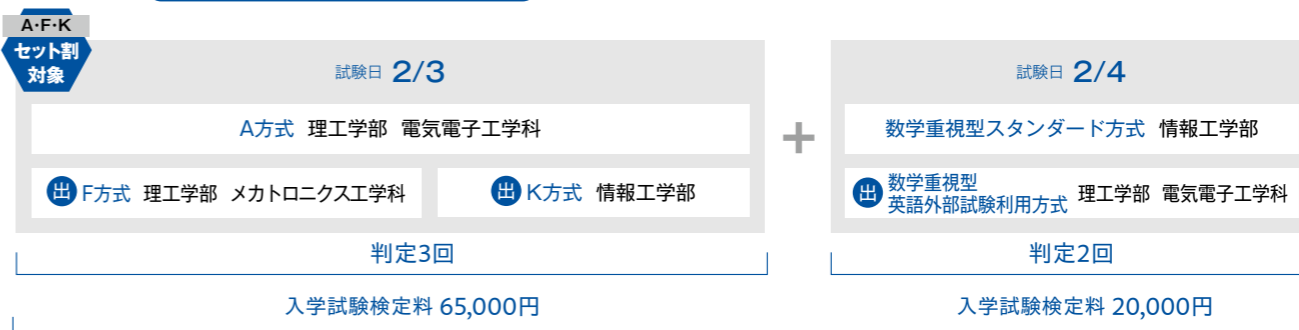 A・F・K
セット割
対象
試験日 2/3
A方式 理工学部 電気電子工学科
出 F方式 理工学部 メカトロニクス工学科
出 K方式 情報工学部
判定3回
入学試験検定料 65,000円
+
試験日 2/4
数学重視型スタンダード方式 情報工学部
出 数学重視型
英語外部試験利用方式 理工学部 電気電子工学科
判定2回
入学試験検定料 20,000円